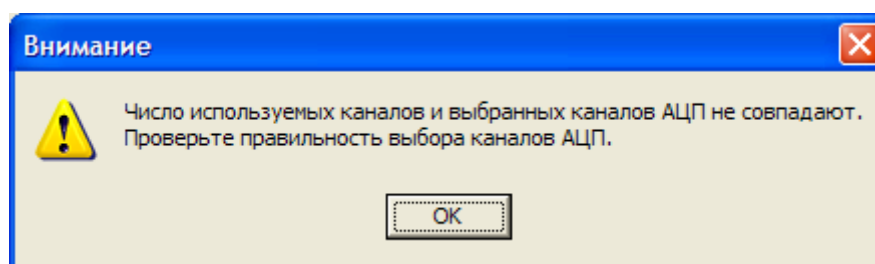 Внимание
Число используемых каналов и выбранных каналов АЦП не совпадают.
Проверьте правильность выбора каналов АЦП.
OK